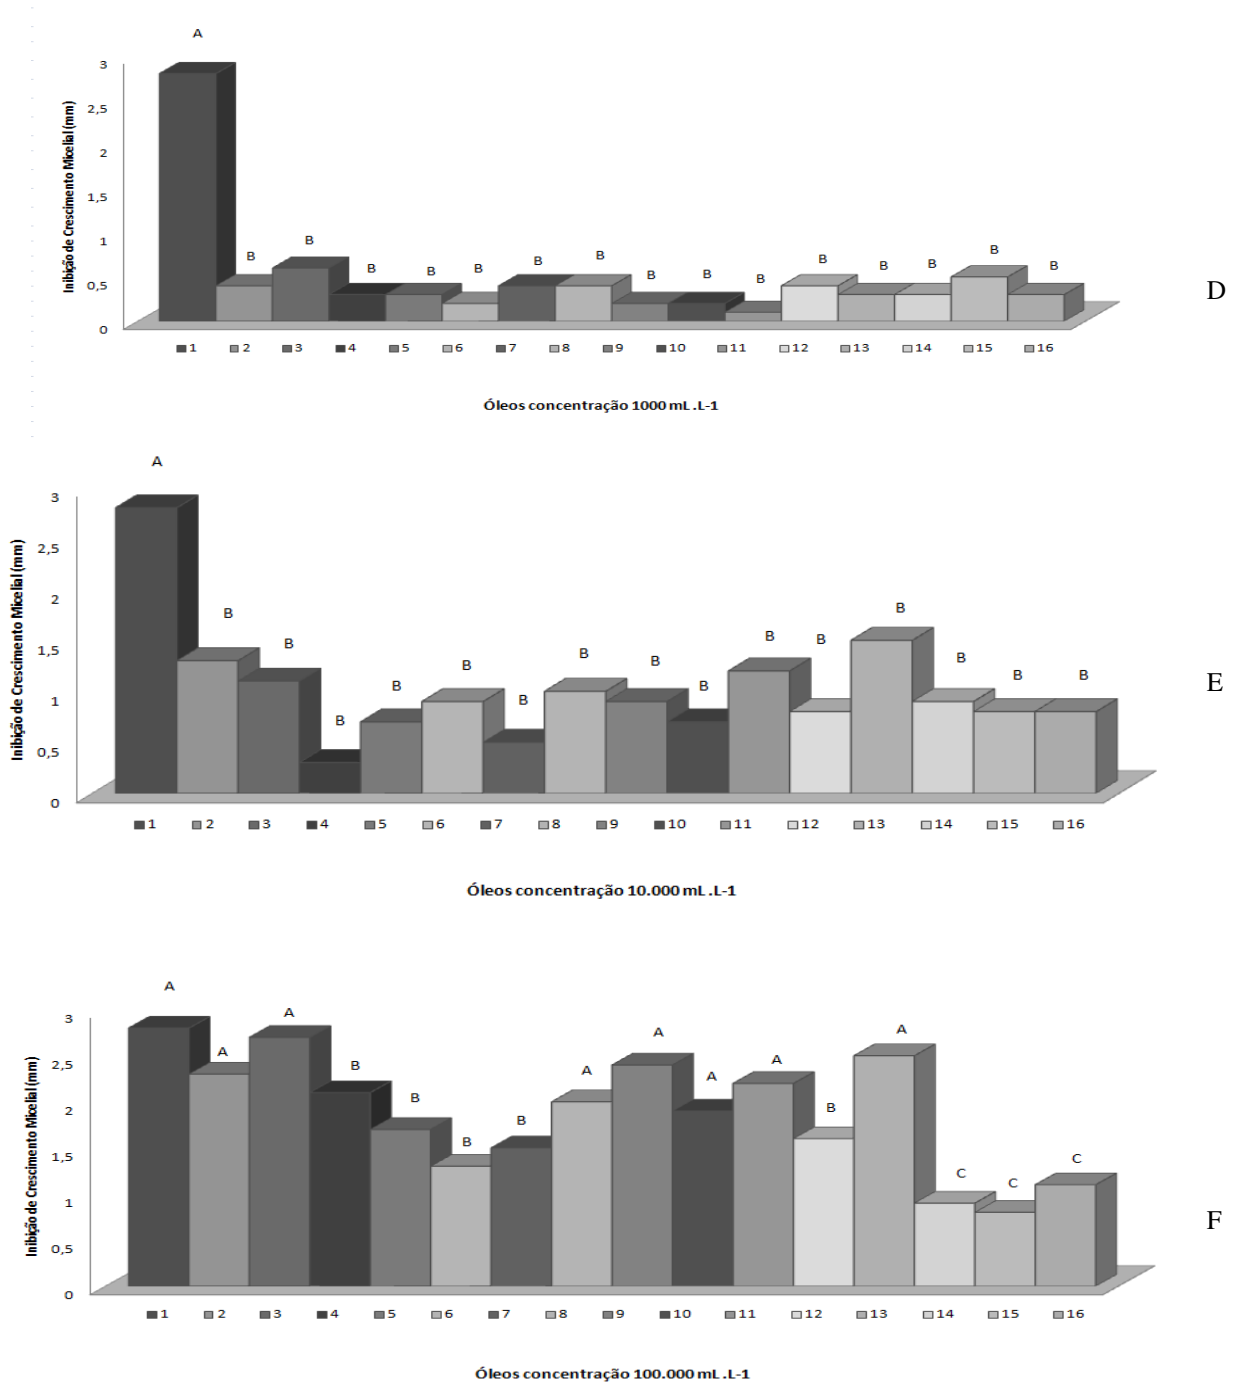 A
3
2,5
2
1,5
1
0,5
0
Inibição de Crescimento Micelial (mm)
B B B B B B B B B B B B B B B
D
1 2 3 4 5 6 7 8 9 10 11 12 13 14 15 16
Óleos concentração 1000 mL.L-1
A
3
2,5
2
1,5
1
0,5
0
Inibição de Crescimento Micelial (mm)
B B B B B B B B B B B B B B B
E
1 2 3 4 5 6 7 8 9 10 11 12 13 14 15 16
Óleos concentração 10.000 mL.L-1
A A A B B B B A A A A B A C C C
3
2,5
2
1,5
1
0,5
0
Inibição de Crescimento Micelial (mm)
F
1 2 3 4 5 6 7 8 9 10 11 12 13 14 15 16
Óleos concentração 100.000 mL.L-1